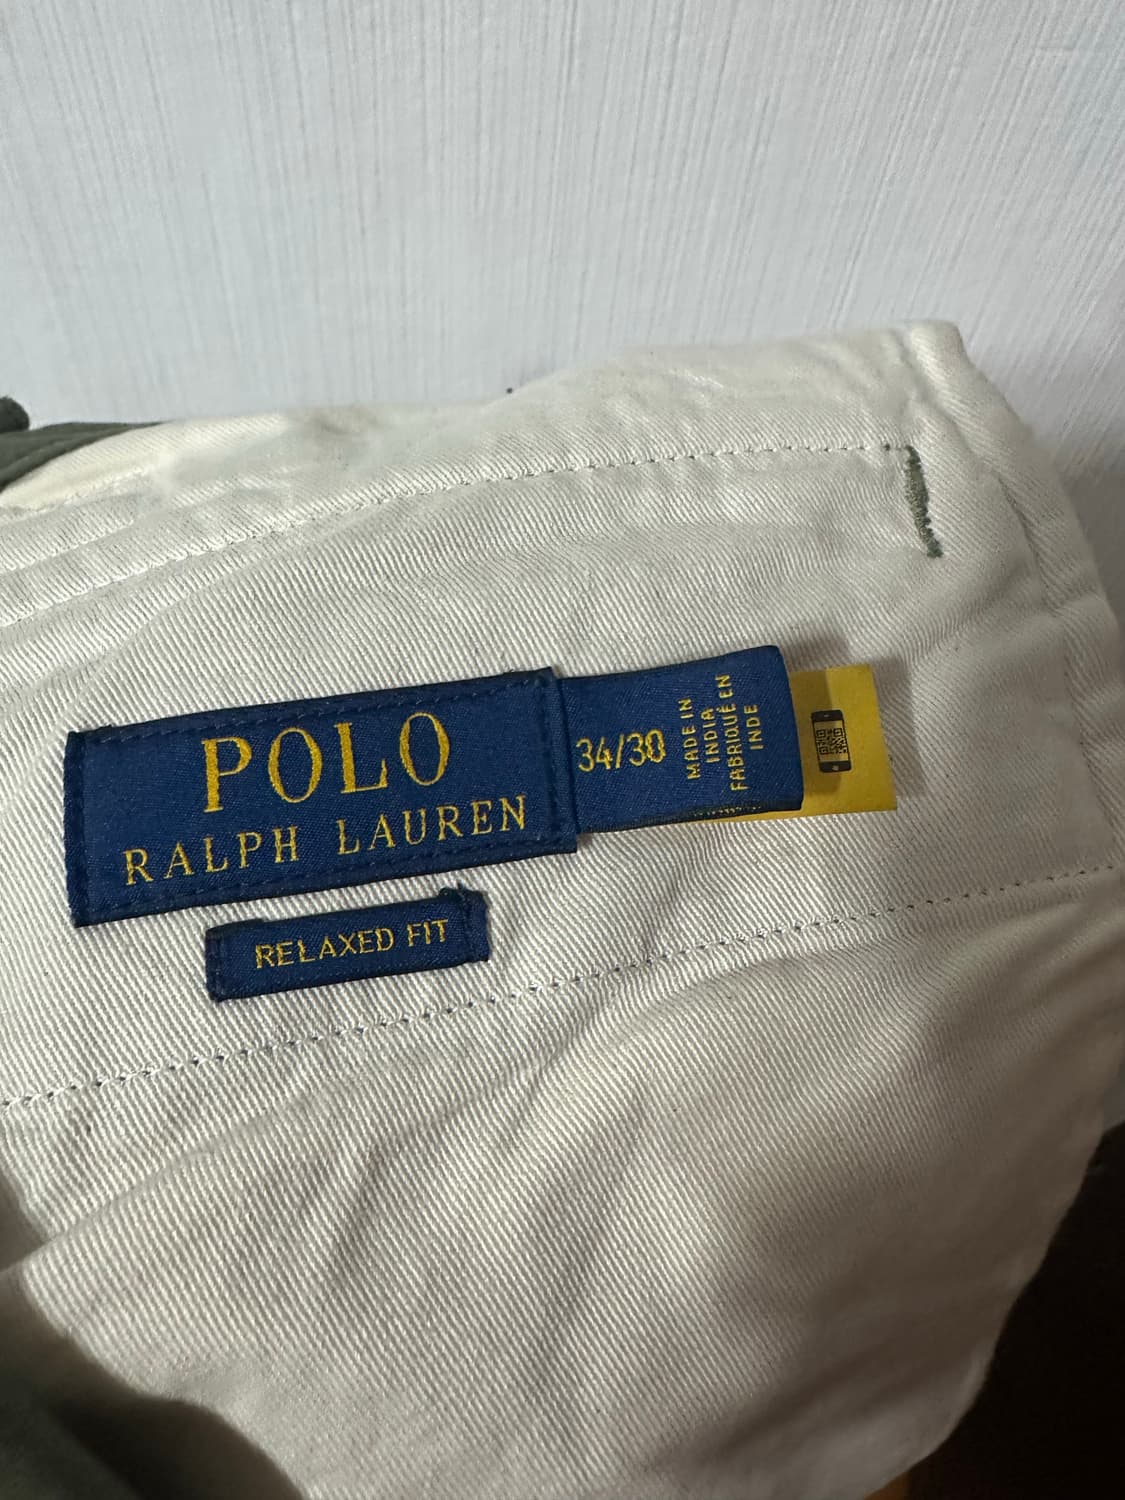 POLO
RALPH LAUREN
34/30
MADE IN
INDIA
FABRIQUÉ EN
INDE
RELAXED FIT